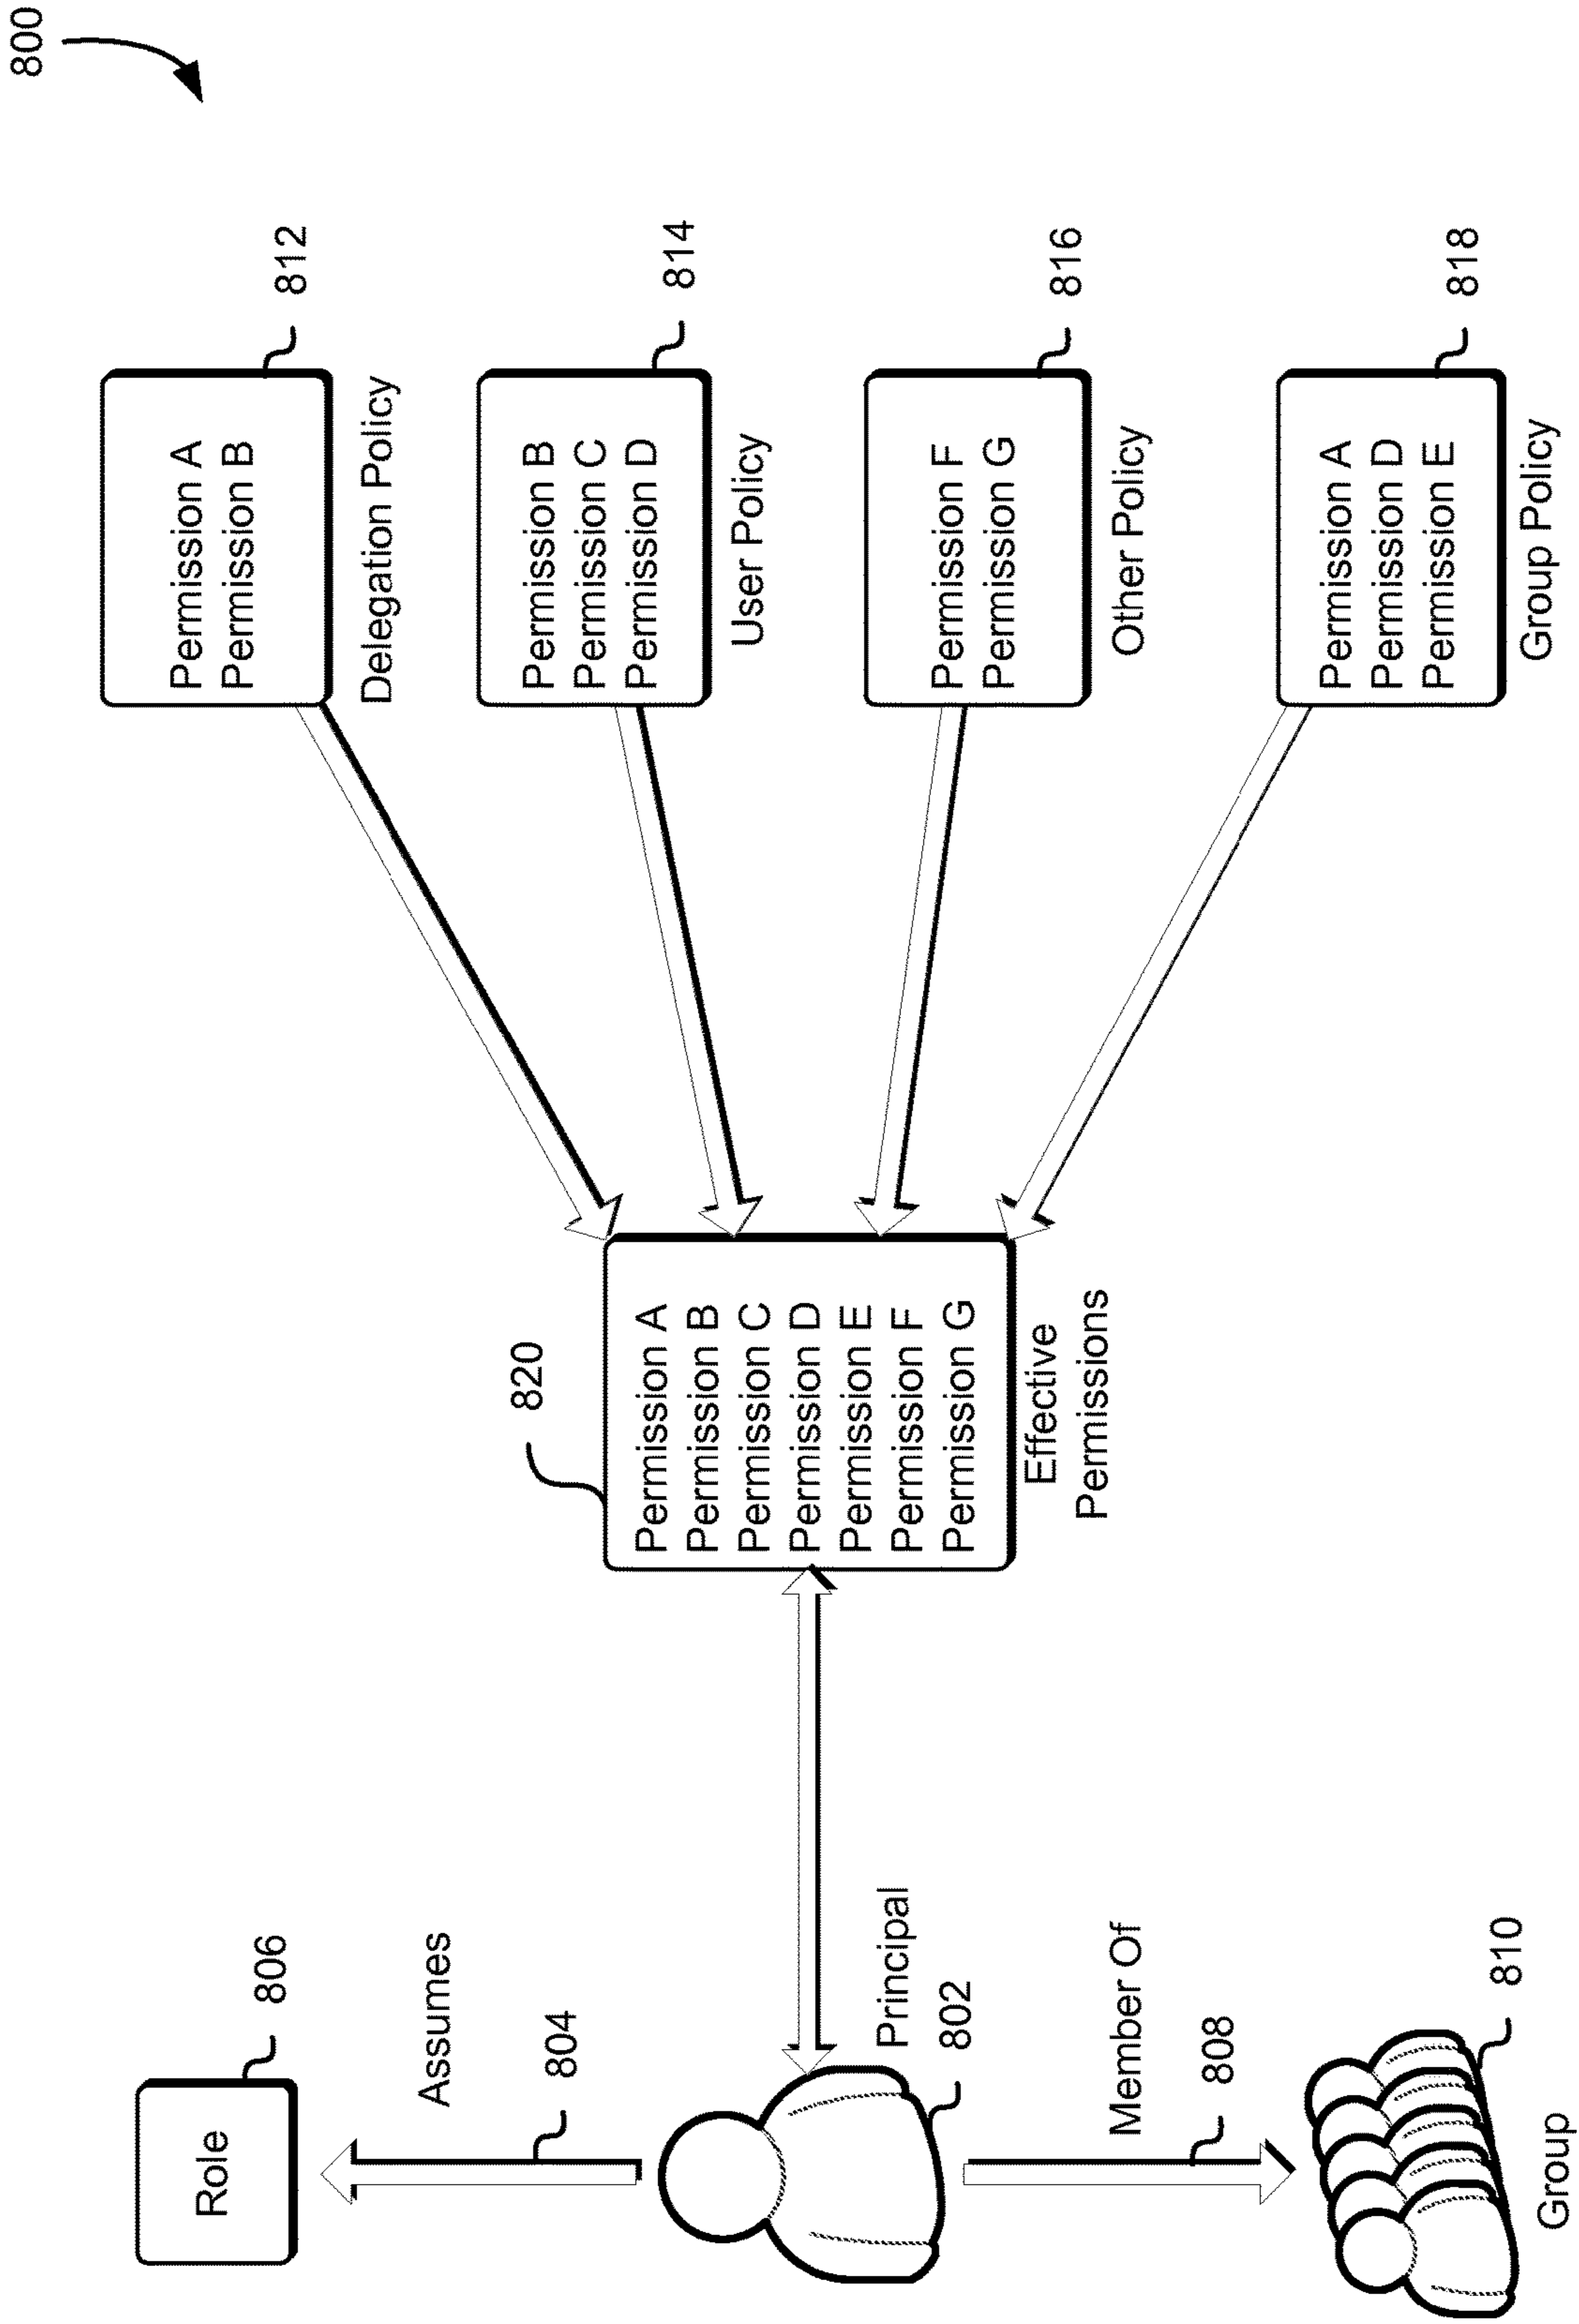 800
Role
806
Assumes
804
Principal
802
Member Of
808
810
Group
820
Permission A
Permission B
Permission C
Permission D
Permission E
Permission F
Permission G
Effective
Permissions
Permission A
Permission B
812
Delegation Policy
Permission B
Permission C
Permission D
814
User Policy
Permission F
Permission G
816
Other Policy
Permission A
Permission D
Permission E
818
Group Policy